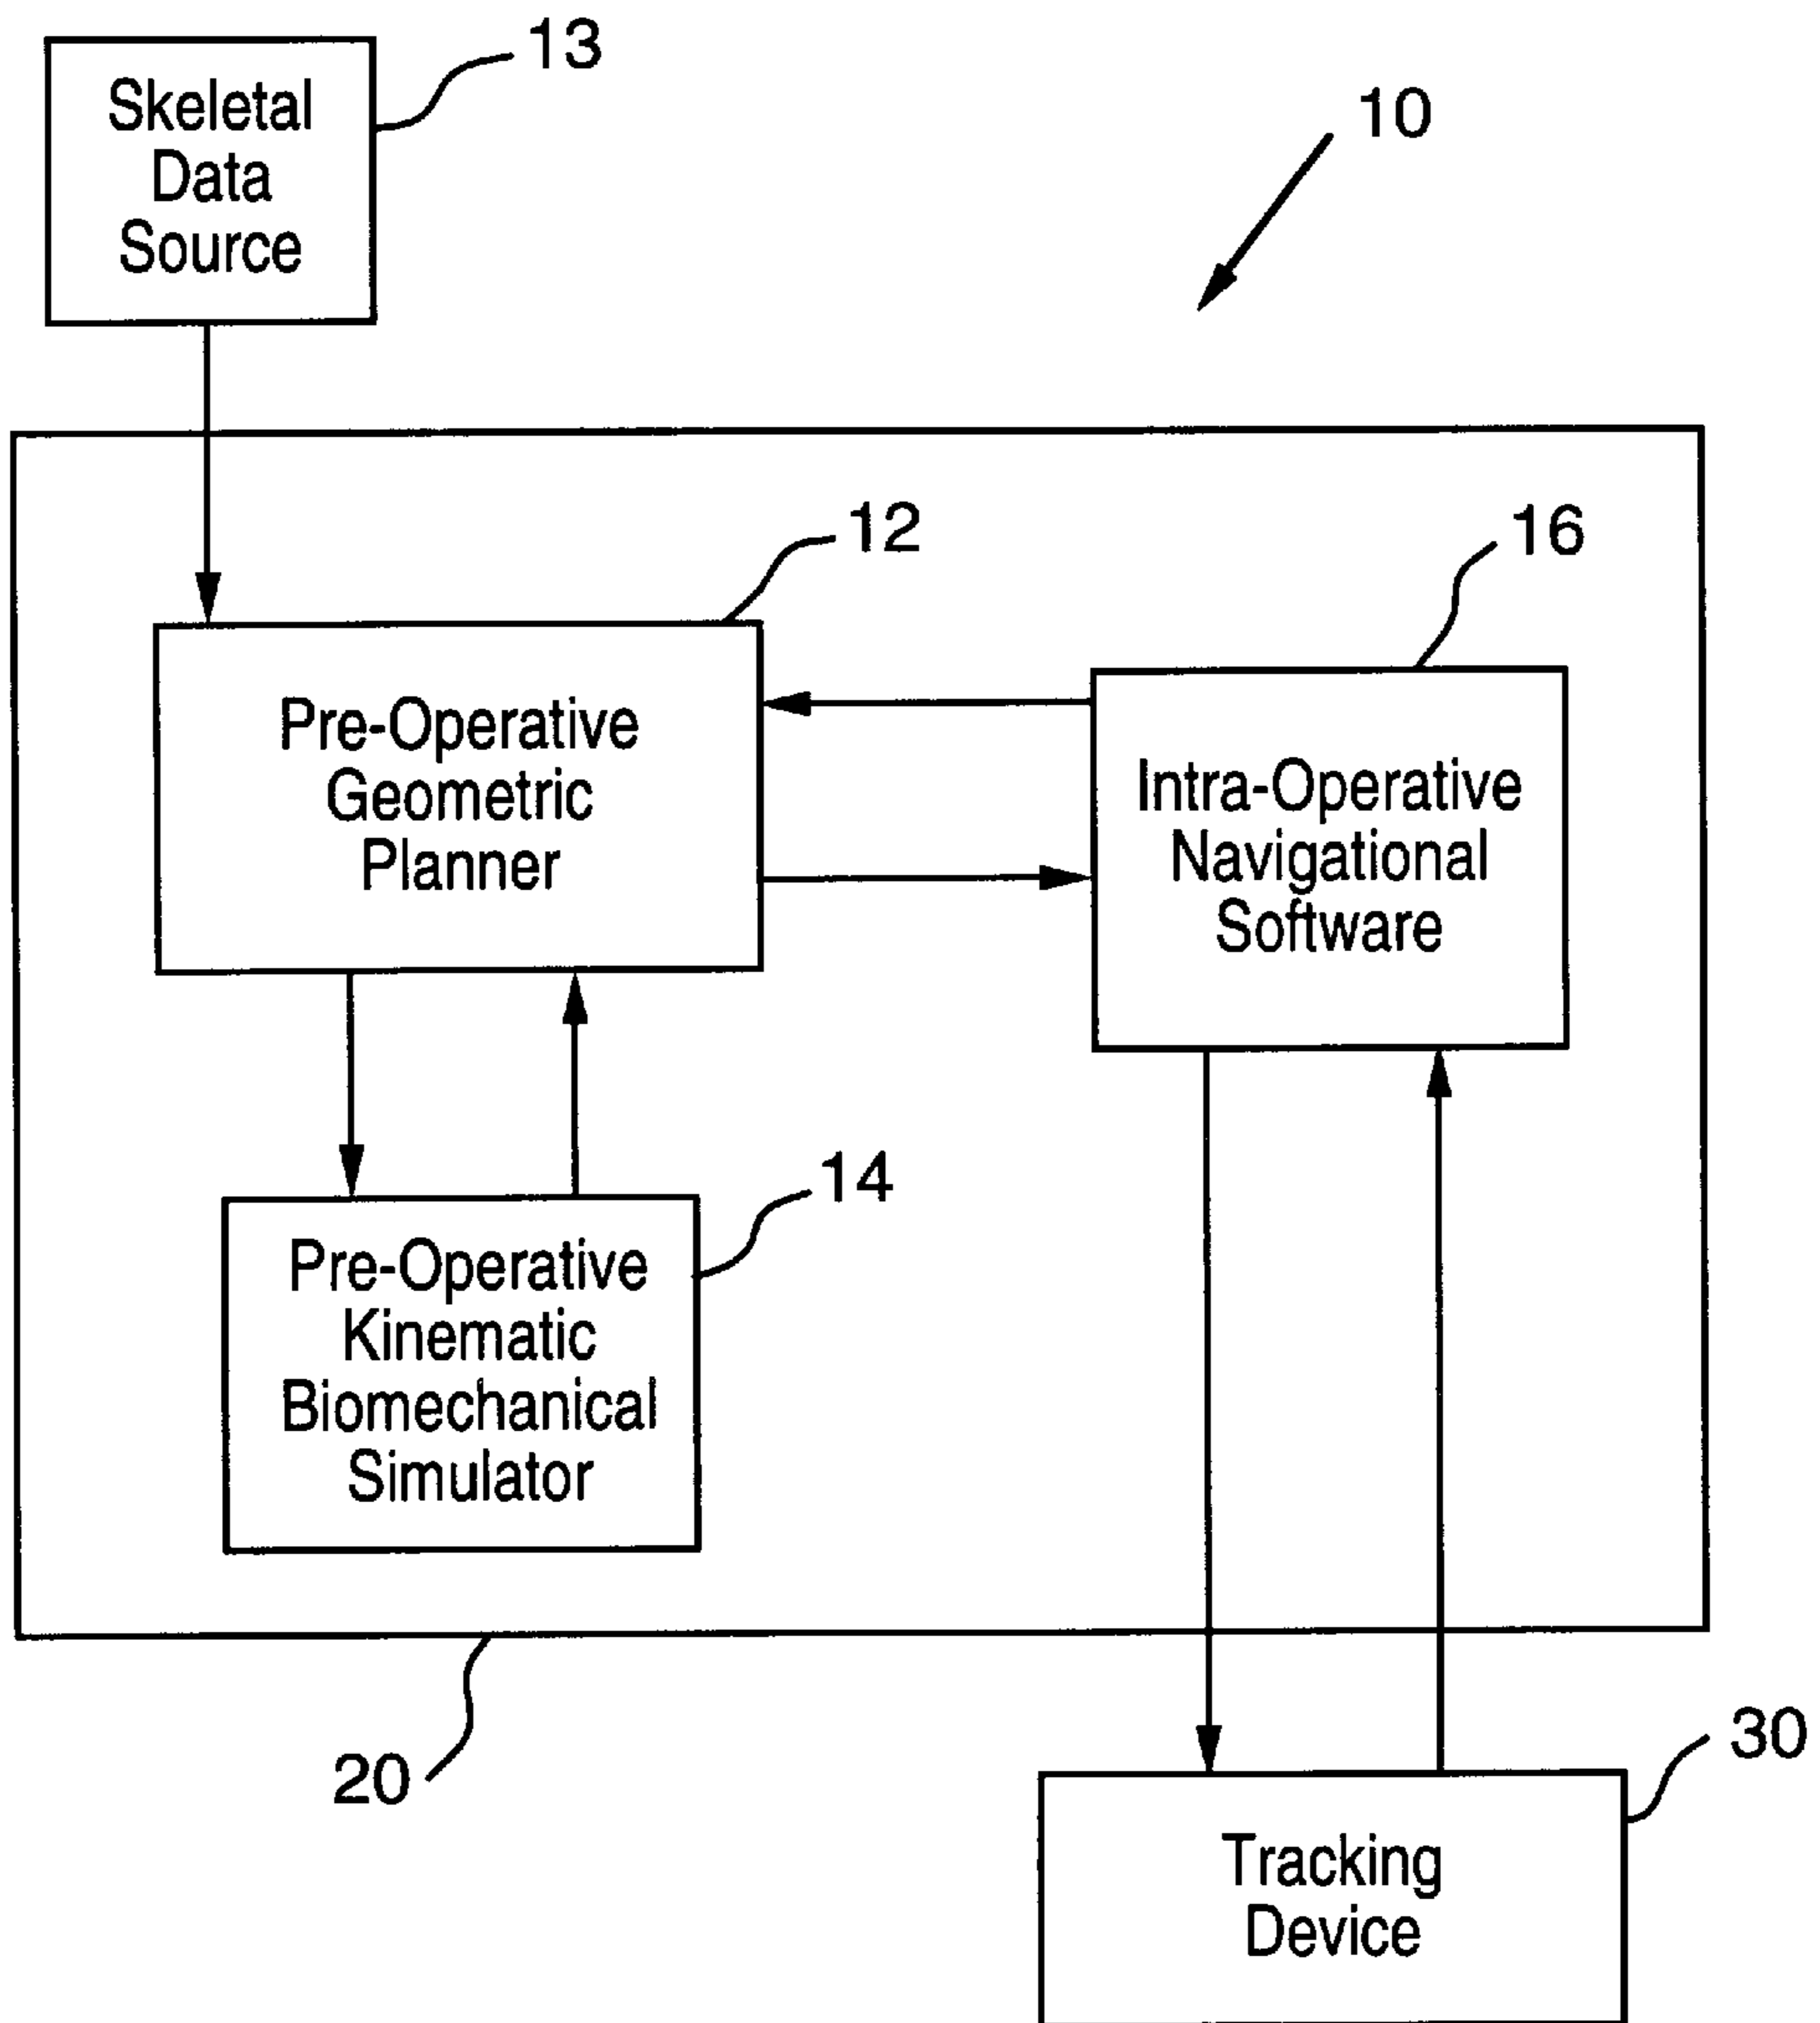 13
Skeletal
Data
Source
10
12
16
Pre-Operative
Geometric
Planner
Intra-Operative
Navigational
Software
14
Pre-Operative
Kinematic
Biomechanical
Simulator
20
30
Tracking
Device